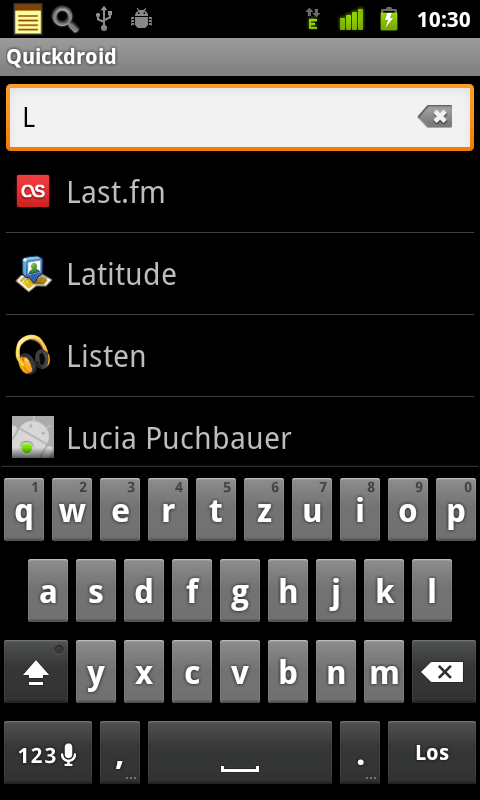 E 10:30
Quickdroid
L
Last.fm
Latitude
Listen
Lucia Puchbauer
1 2 3 4 5 6 7 8 9 0
q w e r t z u i o p
a s d f g h j k l
y x c v b n m
123 , ... . ... Los